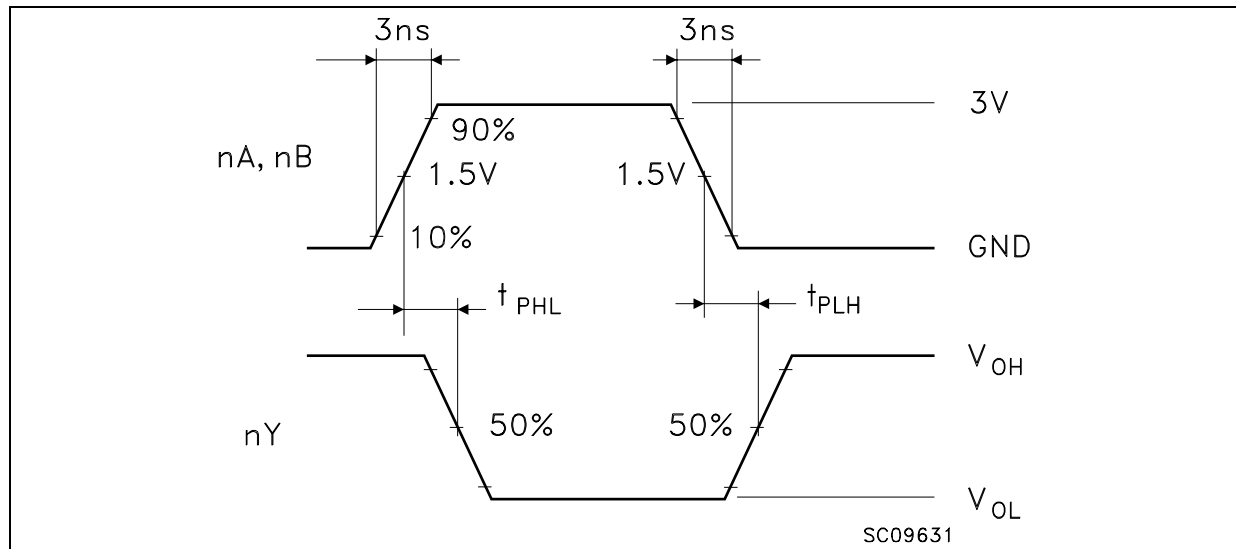 3ns 3ns
3V
90%
nA, nB 1.5V 1.5V
10% GND
t PHL tPLH
VOH
nY 50% 50%
VOL
SC09631